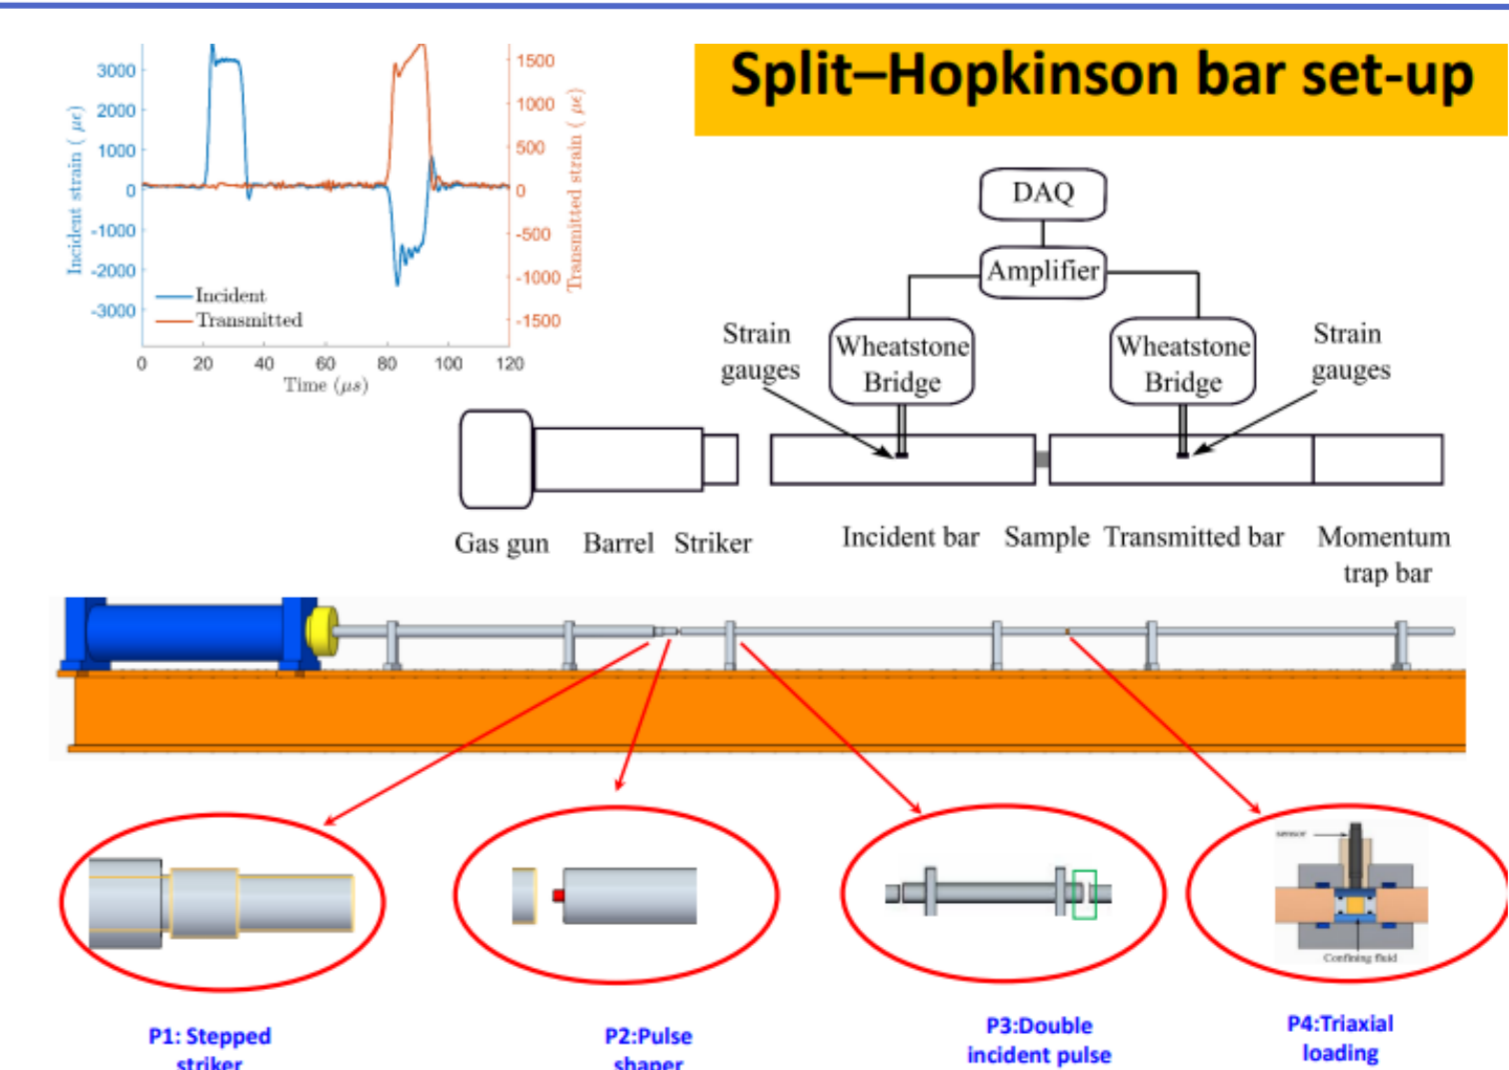 Split–Hopkinson bar set-up
3000
2000
1000
0
-1000
-2000
-3000
Incident strain ( με)
1500
1000
500
0
-500
-1000
-1500
Transmitted strain ( με)
Incident
Transmitted
0 20 40 60 80 100 120
Time (μs)
DAQ
Amplifier
Strain
gauges
Wheatstone
Bridge
Wheatstone
Bridge
Strain
gauges
Gas gun Barrel Striker Incident bar Sample Transmitted bar Momentum
trap bar
sensor
Confining fluid
P1: Stepped
striker
P2:Pulse
shaper
P3:Double
incident pulse
P4:Triaxial
loading